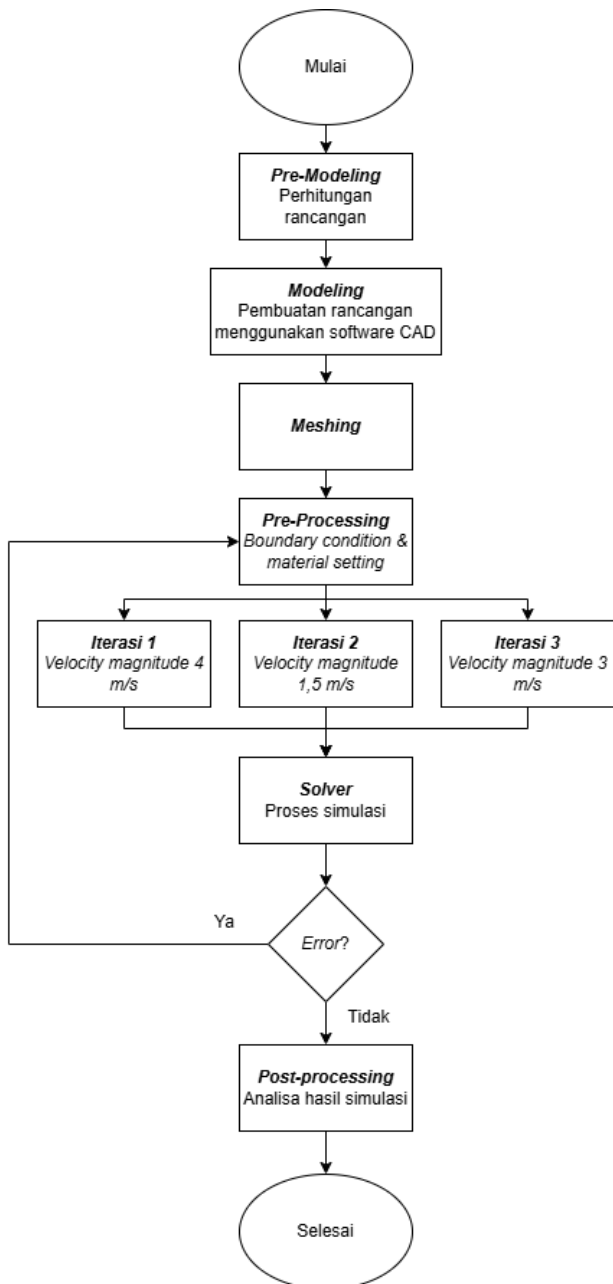 Mulai
Pre-Modeling
Perhitungan
rancangan
Modeling
Pembuatan rancangan
menggunakan software CAD
Meshing
Pre-Processing
Boundary condition &
material setting
Iterasi 1
Velocity magnitude 4
m/s
Iterasi 2
Velocity magnitude
1,5 m/s
Iterasi 3
Velocity magnitude 3
m/s
Solver
Proses simulasi
Ya
Error?
Tidak
Post-processing
Analisa hasil simulasi
Selesai